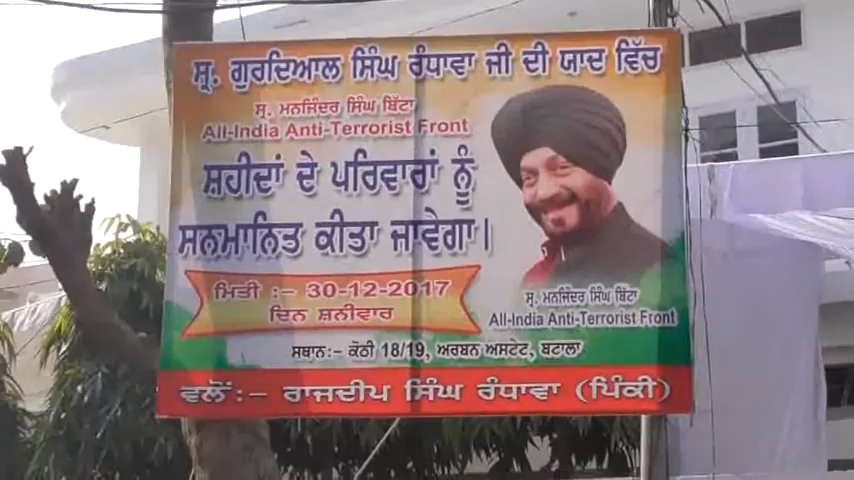 ਸ੍ਰ. ਗੁਰਦਿਆਲ ਸਿੰਘ ਰੰਧਾਵਾ ਜੀ ਦੀ ਯਾਦ ਵਿੱਚ
ਸ੍ਰ. ਮਨਜਿੰਦਰ ਸਿੰਘ ਬਿੱਟਾ
All-India Anti-Terrorist Front
ਸ਼ਹੀਦਾਂ ਦੇ ਪਰਿਵਾਰਾਂ ਨੂੰ
ਸਨਮਾਨਿਤ ਕੀਤਾ ਜਾਵੇਗਾ।
ਮਿਤੀ :- 30-12-2017
ਦਿਨ ਸ਼ਨੀਵਾਰ
ਸ੍ਰ. ਮਨਜਿੰਦਰ ਸਿੰਘ ਬਿੱਟਾ
All-India Anti-Terrorist Front
ਸਥਾਨ:- ਕੋਠੀ 18/19, ਅਰਬਨ ਅਸਟੇਟ, ਬਟਾਲਾ
ਵਲੋਂ :- ਰਾਜਦੀਪ ਸਿੰਘ ਰੰਧਾਵਾ (ਪਿੰਕੀ)